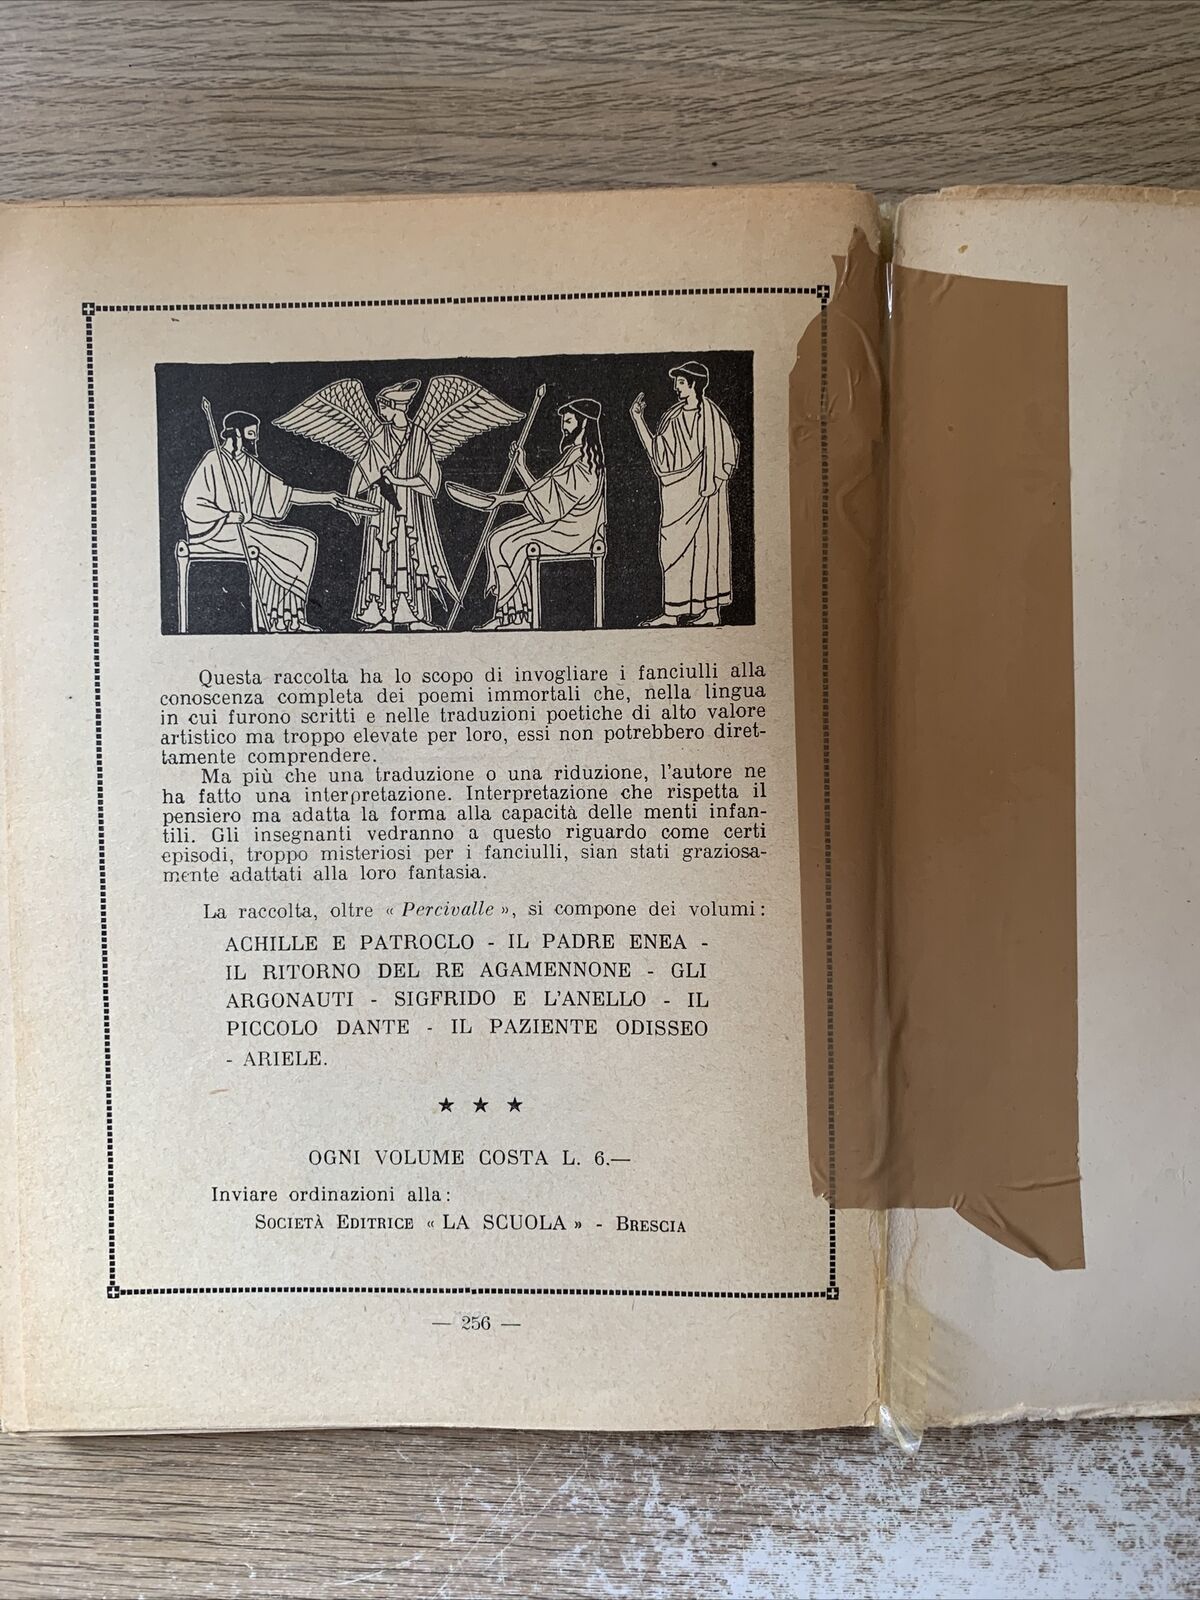 Questa raccolta ha lo scopo di invogliare i fanciulli alla
conoscenza completa dei poemi immortali che, nella lingua
in cui furono scritti e nelle traduzioni poetiche di alto valore
artistico ma troppo elevate per loro, essi non potrebbero diret-
tamente comprendere.
Ma più che una traduzione o una riduzione, l'autore ne
ha fatto una interpretazione. Interpretazione che rispetta il
pensiero ma adatta la forma alla capacità delle menti infan-
tili. Gli insegnanti vedranno a questo riguardo come certi
episodi, troppo misteriosi per i fanciulli, sian stati graziosa-
mente adattati alla loro fantasia.
La raccolta, oltre « Percivalle », si compone dei volumi:
ACHILLE E PATROCLO - IL PADRE ENEA -
IL RITORNO DEL RE AGAMENNONE - GLI
ARGONAUTI - SIGFRIDO E L'ANELLO - IL
PICCOLO DANTE - IL PAZIENTE ODISSEO
- ARIELE.
★ ★ ★
OGNI VOLUME COSTA L. 6.—
Inviare ordinazioni alla:
SOCIETÀ EDITRICE « LA SCUOLA » - BRESCIA
— 256 —